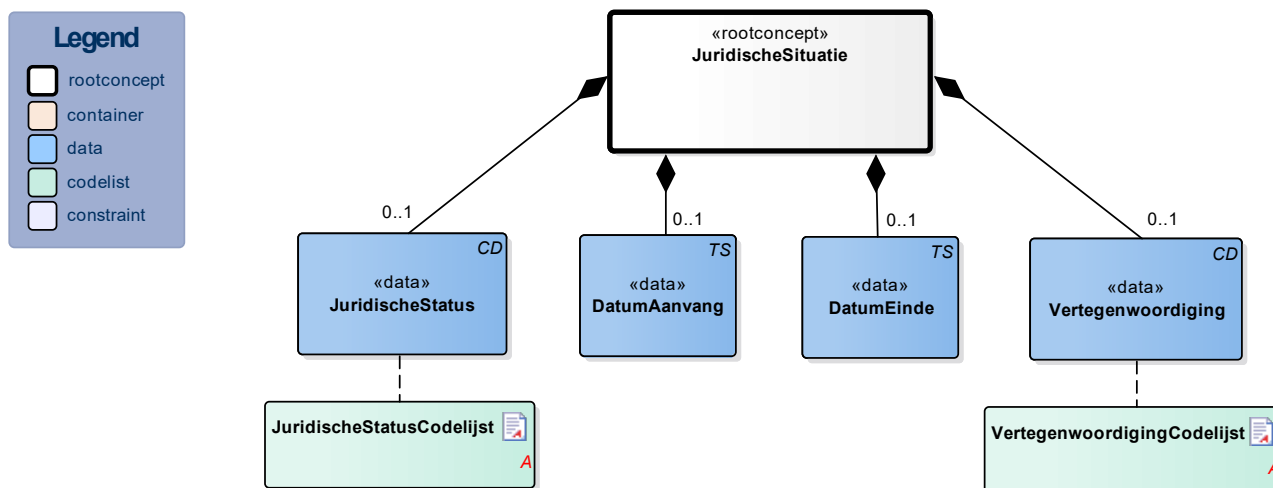 Legend
rootconcept
container
data
codelist
constraint
«rootconcept»
JuridischeSituatie
0..1
0..1
0..1
0..1
CD
«data»
JuridischeStatus
TS
«data»
DatumAanvang
TS
«data»
DatumEinde
CD
«data»
Vertegenwoordiging
JuridischeStatusCodelijst
A
VertegenwoordigingCodelijst
A